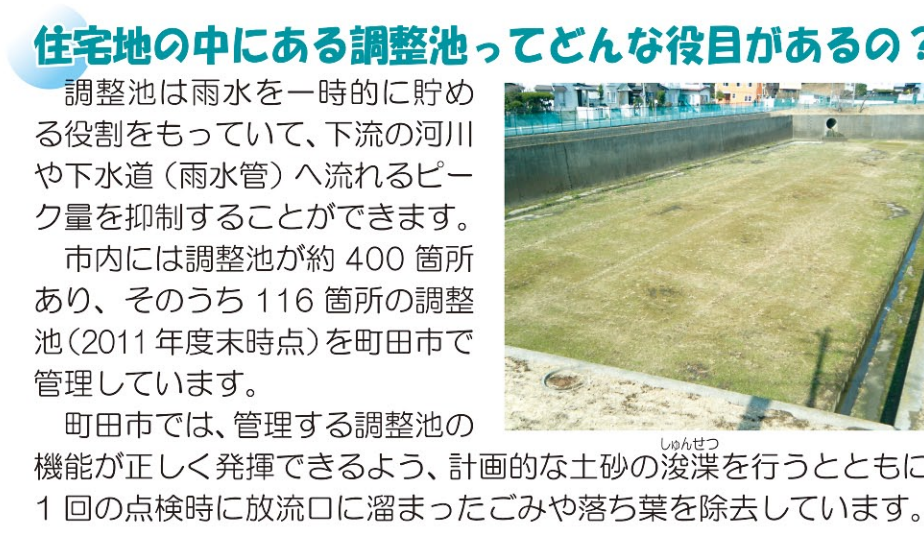 住宅地の中にある調整池ってどんな役目があるの?
調整池は雨水を一時的に貯め
る役割をもっていて、下流の河川
や下水道（雨水管）へ流れるピー
ク量を抑制することができます。
市内には調整池が約 400 箇所
あり、そのうち 116 箇所の調整
池（2011 年度末時点）を町田市で
管理しています。
町田市では、管理する調整池の
しゅんせつ
機能が正しく発揮できるよう、計画的な土砂の浚渫を行うとともに
1 回の点検時に放流口に溜まったごみや落ち葉を除去しています。